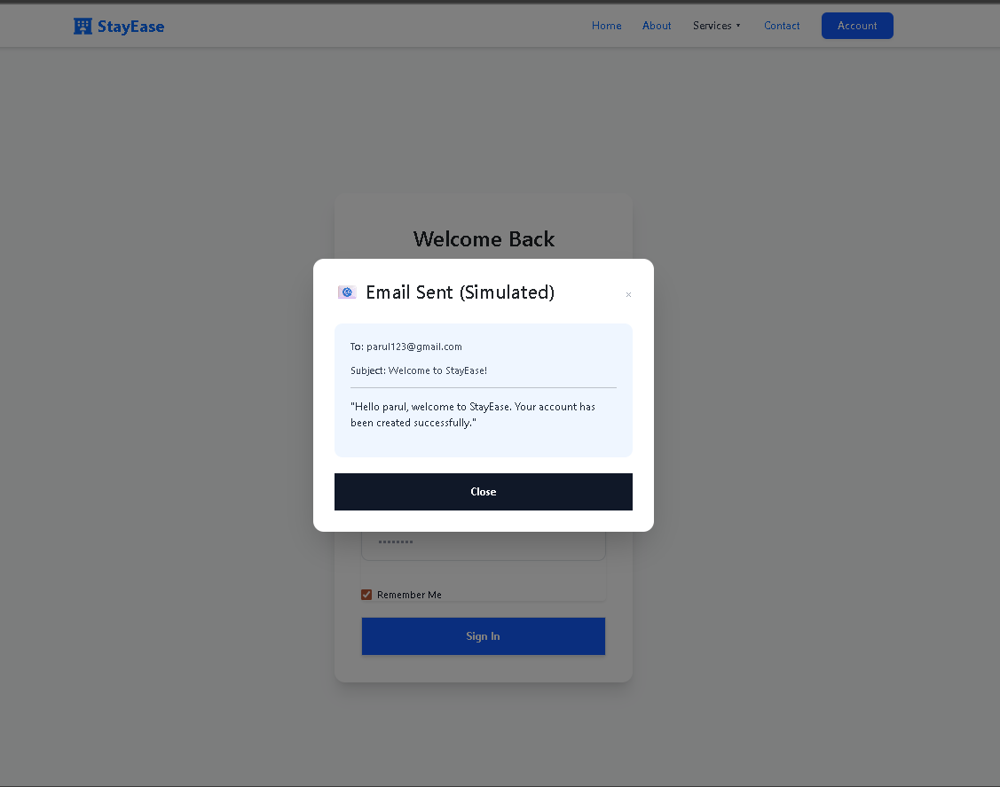 StayEase
Home
About
Services ▾
Contact
Account
Welcome Back
Email Sent (Simulated)
×
To: parul123@gmail.com
Subject: Welcome to StayEase!
"Hello parul, welcome to StayEase. Your account has
been created successfully."
Close
••••••••
Remember Me
Sign In